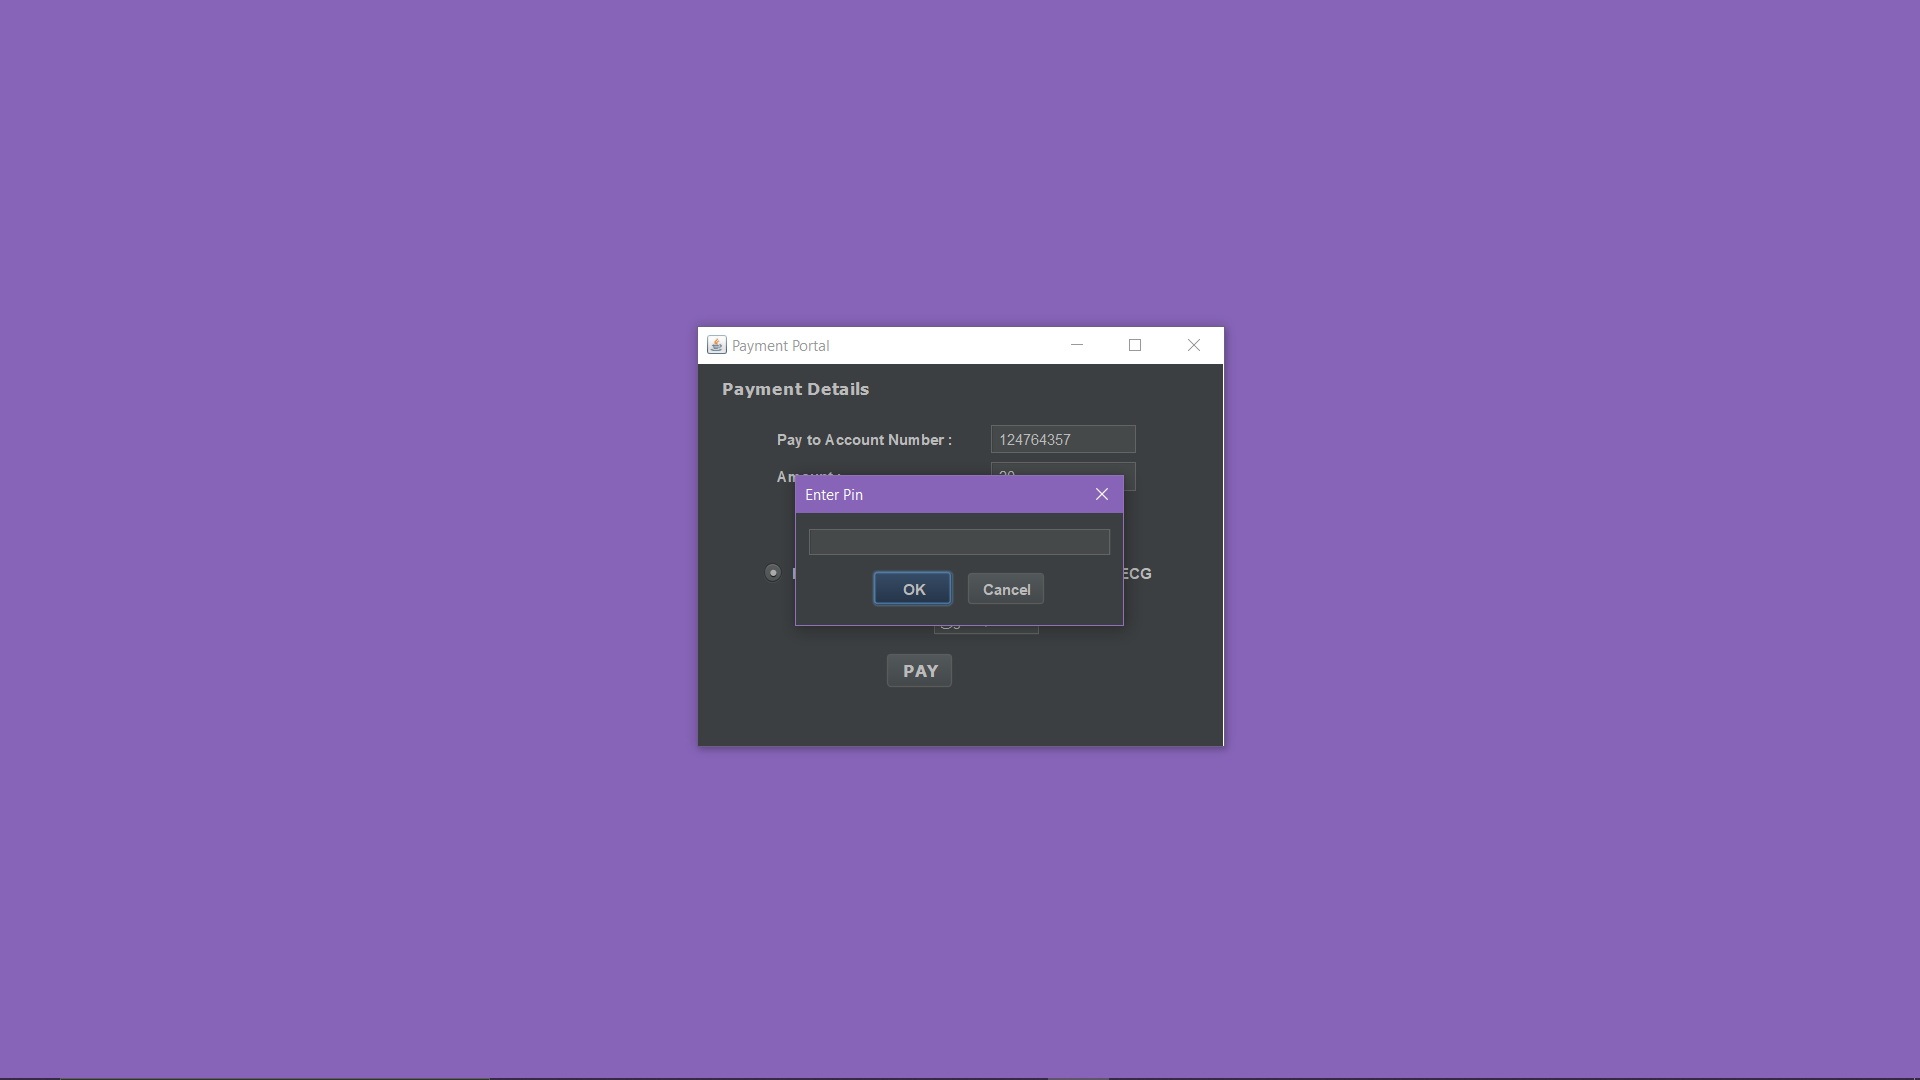 Payment Portal
Payment Details
Pay to Account Number : 124764357
Enter Pin
ECG
OK Cancel
PAY